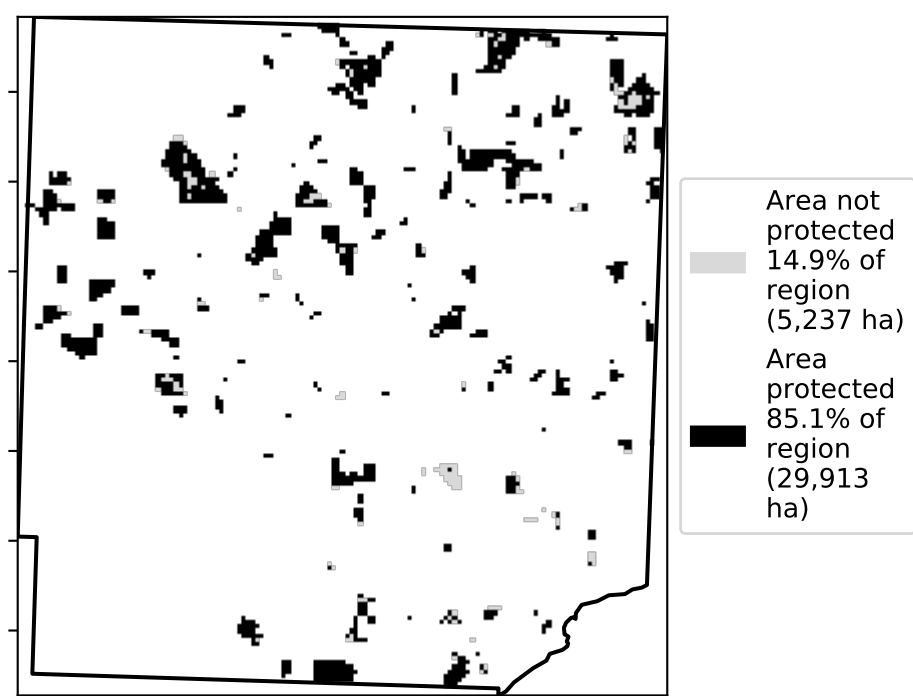 Area not
protected
14.9% of
region
(5,237 ha)
Area
protected
85.1% of
region
(29,913
ha)